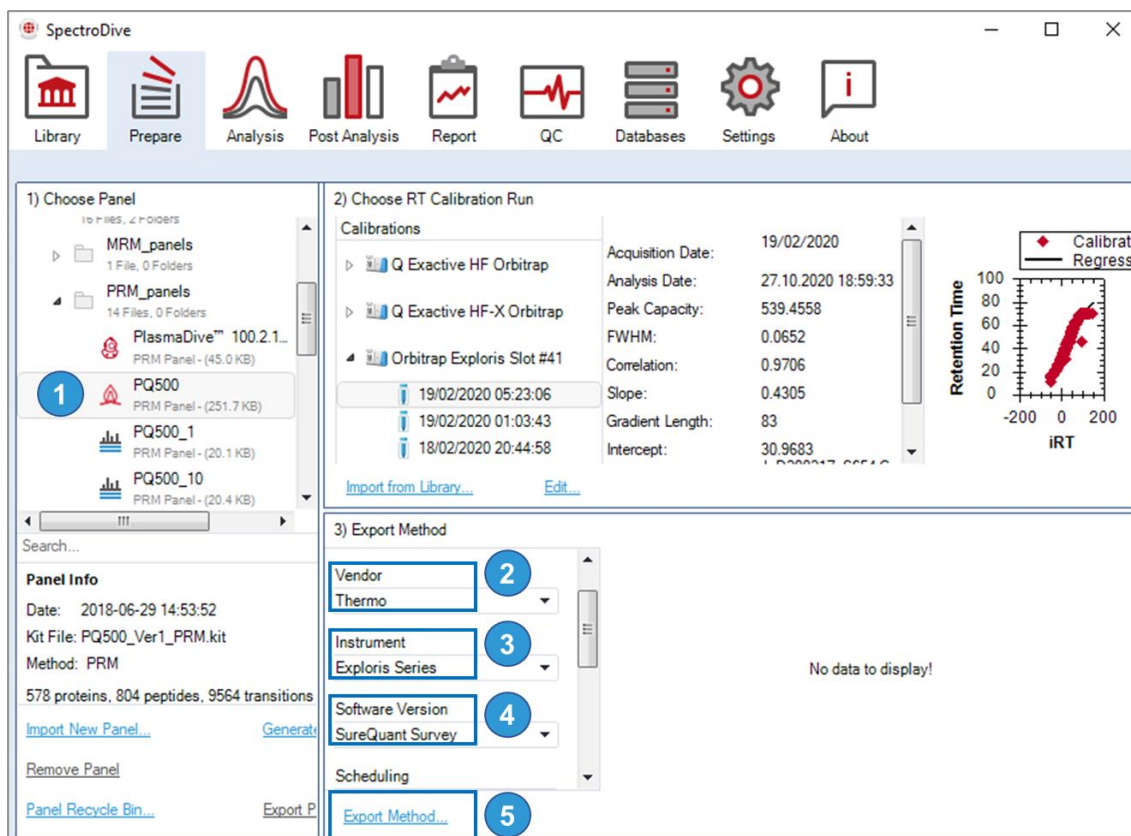 SpectroDive
Library
Prepare
Analysis
Post Analysis
Report
QC
Databases
Settings
About
1) Choose Panel
16 Files, 2 Folders
MRM_panels
1 File, 0 Folders
PRM_panels
14 Files, 0 Folders
PlasmaDive™ 100.2.1...
PRM Panel - (45.0 KB)
1
PQ500
PRM Panel - (251.7 KB)
PQ500_1
PRM Panel - (20.1 KB)
PQ500_10
PRM Panel - (20.4 KB)
Search...
Panel Info
Date: 2018-06-29 14:53:52
Kit File: PQ500_Ver1_PRM.kit
Method: PRM
578 proteins, 804 peptides, 9564 transitions
Import New Panel...
Generate
Remove Panel
Panel Recycle Bin...
Export P
2) Choose RT Calibration Run
Calibrations
Q Exactive HF Orbitrap
Q Exactive HF-X Orbitrap
Orbitrap Exploris Slot #41
19/02/2020 05:23:06
19/02/2020 01:03:43
18/02/2020 20:44:58
Import from Library...
Edit...
Acquisition Date: 19/02/2020
Analysis Date: 27.10.2020 18:59:33
Peak Capacity: 539.4558
FWHM: 0.0652
Correlation: 0.9706
Slope: 0.4305
Gradient Length: 83
Intercept: 30.9683
Calibrat
Regress
Retention Time
100
80
60
40
20
0
-200 0 200
iRT
3) Export Method
Vendor
Thermo
2
Instrument
Exploris Series
3
Software Version
SureQuant Survey
4
Scheduling
Export Method...
5
No data to display!